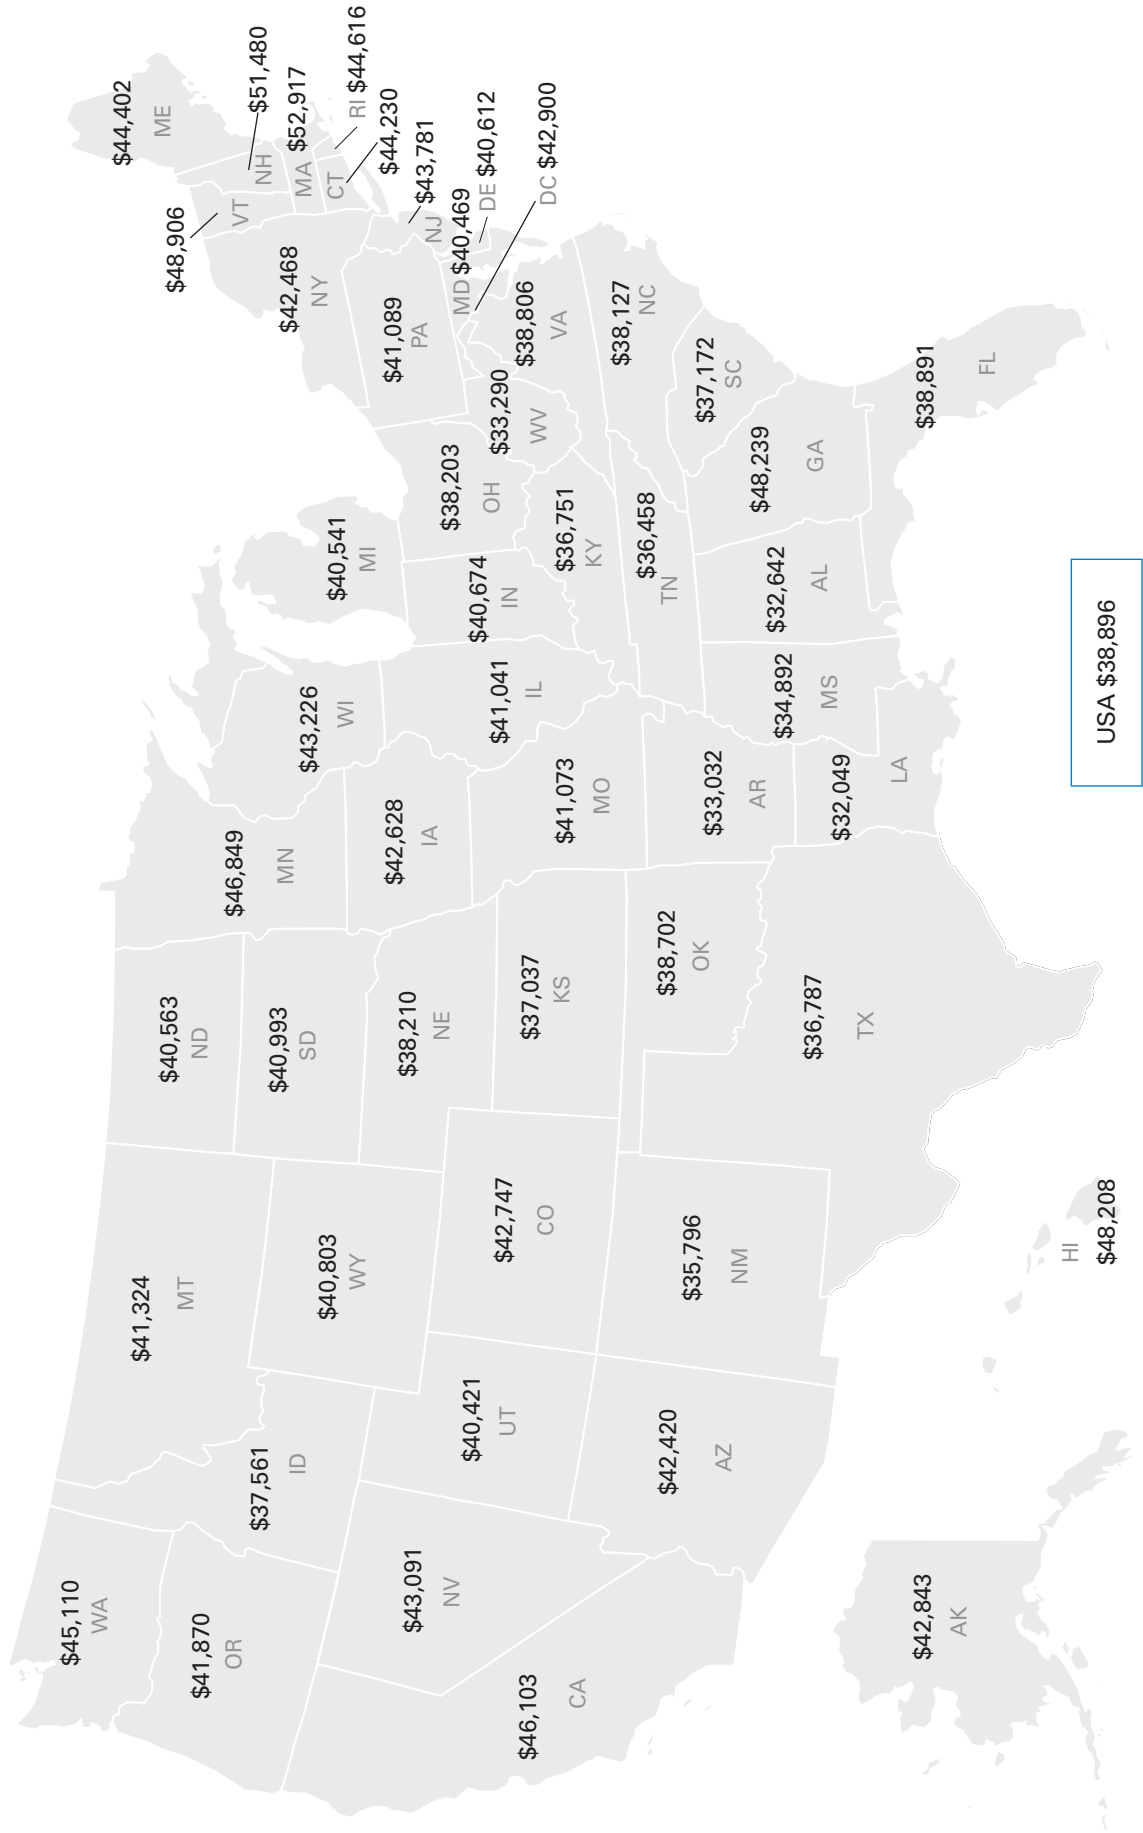 $45,110
WA
$41,870
OR
$46,103
CA
$43,091
NV
$37,561
ID
$41,324
MT
$40,803
WY
$40,421
UT
$42,420
AZ
$42,747
CO
$35,796
NM
$40,563
ND
$40,993
SD
$38,210
NE
$37,037
KS
$38,702
OK
$36,787
TX
$46,849
MN
$42,628
IA
$41,073
MO
$33,032
AR
$32,049
LA
$43,226
WI
$41,041
IL
$34,892
MS
$40,541
MI
$40,674
IN
$36,751
KY
$36,458
TN
$32,642
AL
$38,203
OH
$33,290
WV
$48,239
GA
$38,891
FL
$37,172
SC
$38,127
NC
$38,806
VA
$41,089
PA
$42,468
NY
$48,906
VT
$51,480
NH
$44,402
ME
$52,917
MA
RI $44,616
$44,230
CT
$43,781
NJ
DE $40,612
MD $40,469
DC $42,900
$42,843
AK
HI
$48,208
USA $38,896